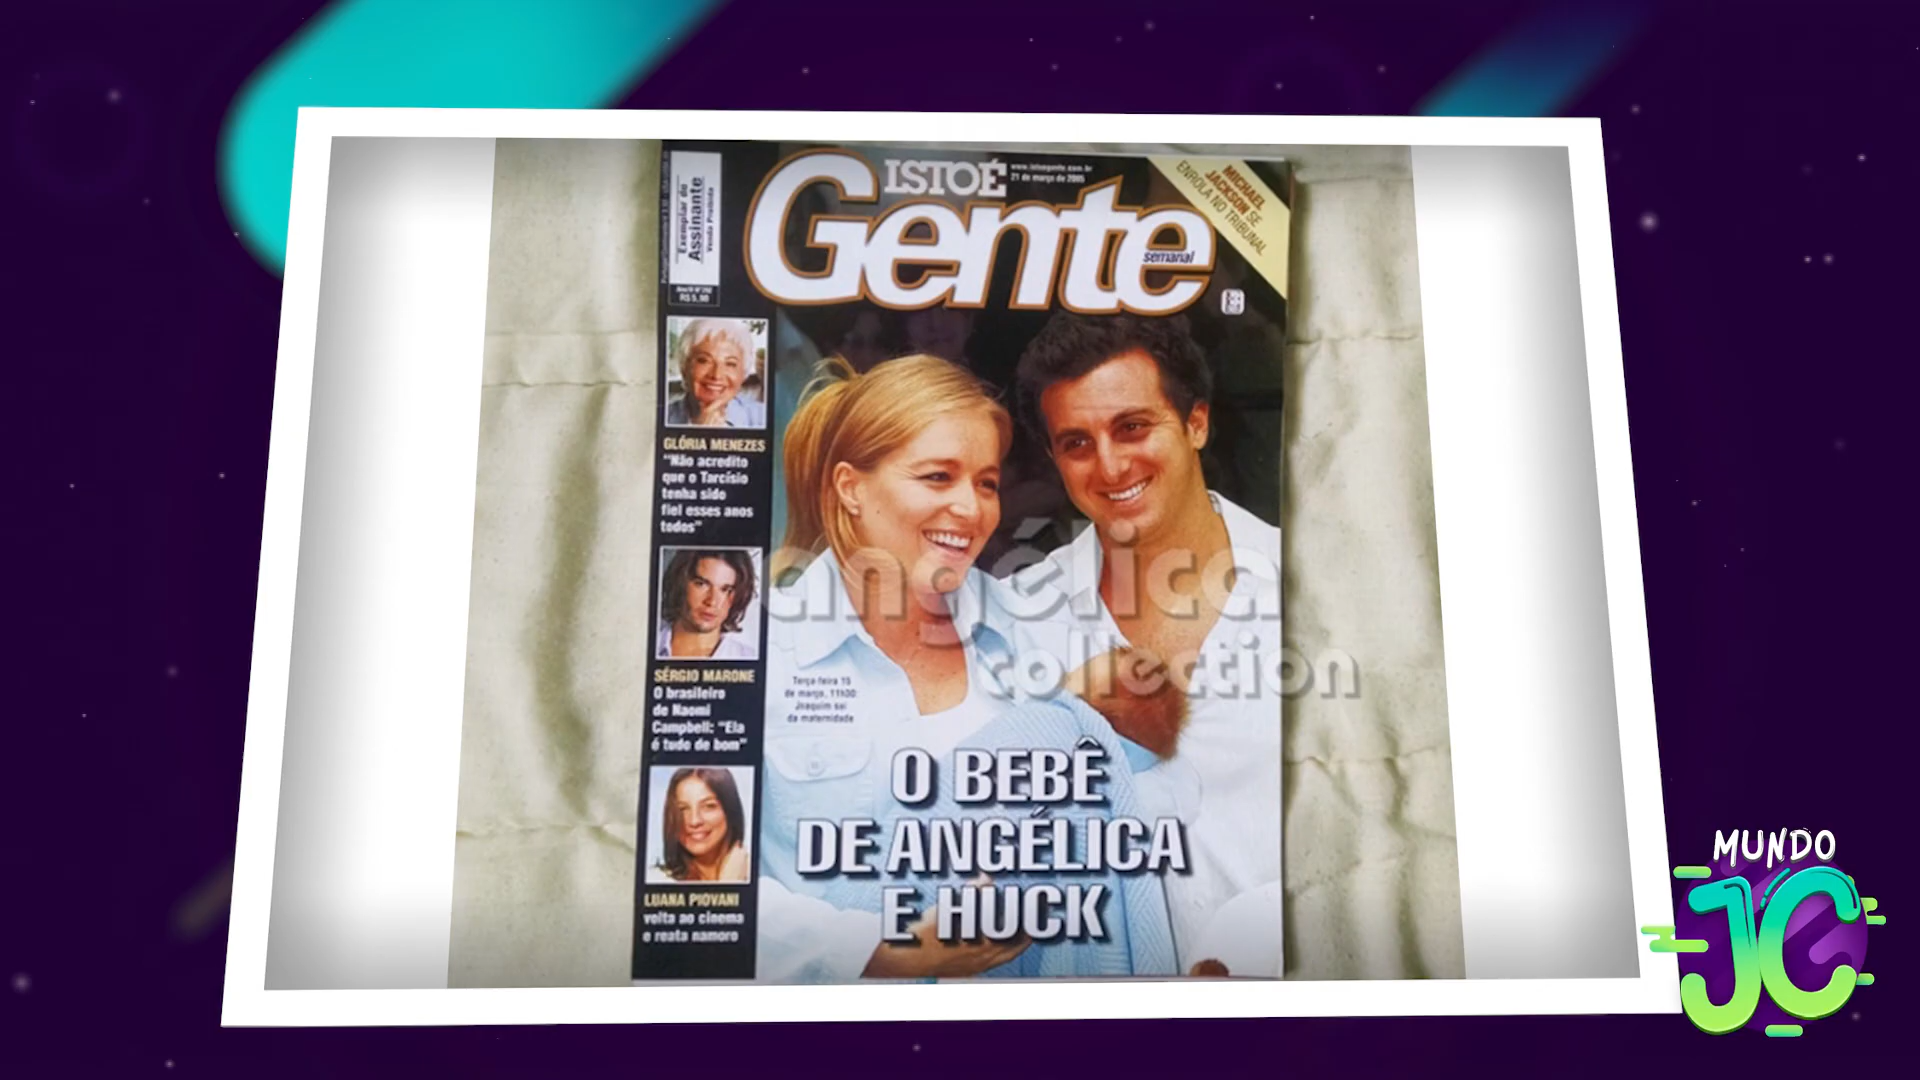 ISTOÉ
www.istoegente.com.br
21 de março de 2005
Gente
semanal
MICHAEL
JACKSON SE
ENROLA NO TRIBUNAL
Exemplar de
Assinante
Venda Proibida
R$ 5,90
GLÓRIA MENEZES
"Não acredito
que o Tarcísio
tenha sido
fiel esses anos
todos"
SÉRGIO MARONE
O brasileiro
de Naomi
Campbell: "Ela
é tudo de bom"
LUANA PIOVANI
volta ao cinema
e reata namoro
Terça-feira 15
de março, 11h00:
Joaquim sai
da maternidade
O BEBÊ
DE ANGÉLICA
E HUCK
angélica
collection
MUNDO
JC